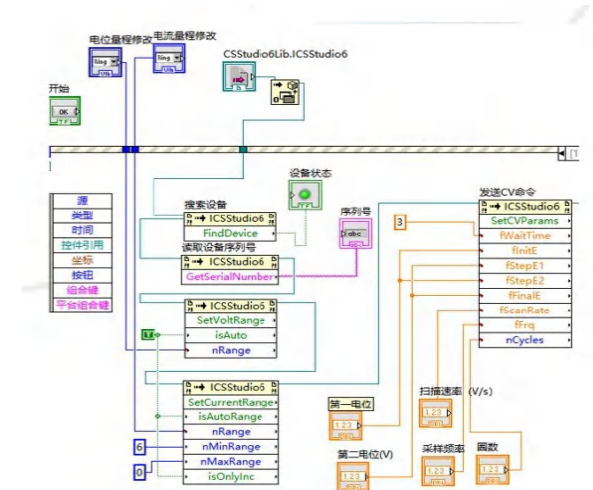 电位量程修改
电流量程修改
Ring
Ring
CSStudio6Lib.ICSStudio6
开始
OK
TF
[1
设备状态
TF
源
类型
时间
控件引用
坐标
按钮
组合键
平台组合键
搜索设备
ICSStudio6
FindDevice
读取设备序列号
ICSStudio6
GetSerialNumber
序列号
abc
ICSStudio6
SetVoltRange
isAuto
nRange
T
ICSStudio6
SetCurrentRange
isAutoRange
nRange
nMinRange
nMaxRange
isOnlyInc
6
0
发送CV命令
ICSStudio6
SetCVParams
fWaitTime
fInitE
fStepE1
fStepE2
fFinalE
fScanRate
fFrq
nCycles
3
第一电位
1.23
第二电位(V)
1.23
扫描速率 (V/s)
1.23
采样频率
1.23
圆数
1.23